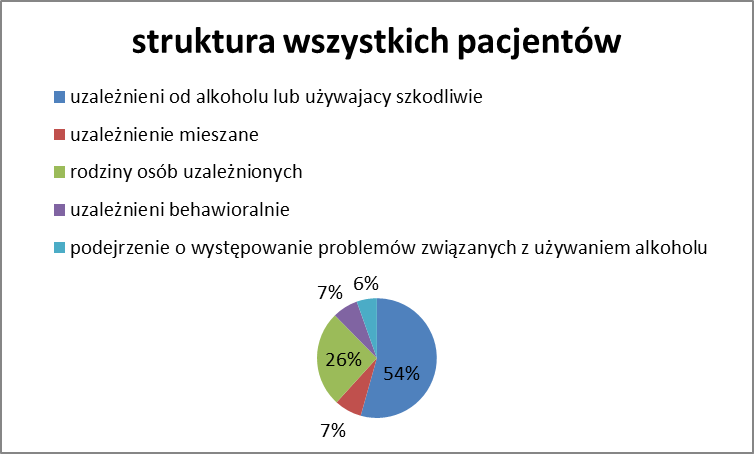 struktura wszystkich pacjentów
uzależnieni od alkoholu lub używajacy szkodliwie
uzależnienie mieszane
rodziny osób uzależnionych
uzależnieni behawioralnie
podejrzenie o występowanie problemów związanych z używaniem alkoholu
6%
7%
26%
54%
7%